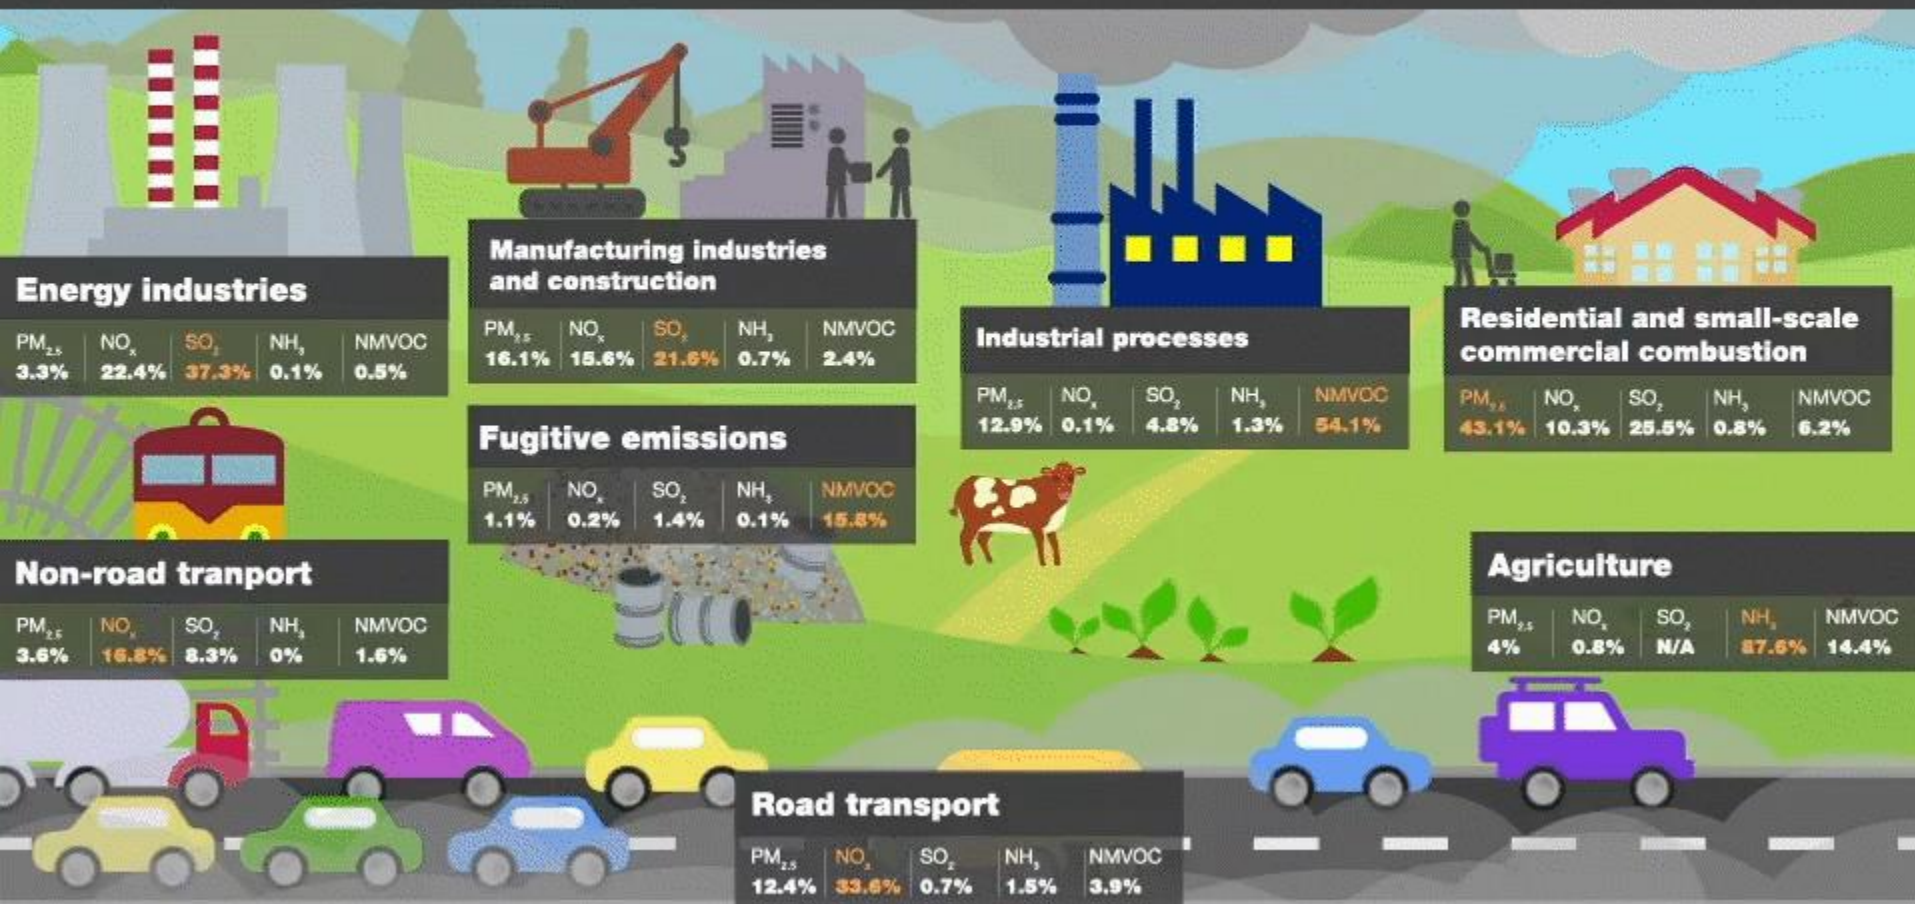 Energy industries
PM2.5 NOx SO2 NH3 NMVOC
3.3% 22.4% 37.3% 0.1% 0.5%
Manufacturing industries
and construction
PM2.5 NOx SO2 NH3 NMVOC
16.1% 15.6% 21.6% 0.7% 2.4%
Industrial processes
PM2.5 NOx SO2 NH3 NMVOC
12.9% 0.1% 4.8% 1.3% 54.1%
Residential and small-scale
commercial combustion
PM2.5 NOx SO2 NH3 NMVOC
43.1% 10.3% 25.5% 0.8% 6.2%
Fugitive emissions
PM2.5 NOx SO2 NH3 NMVOC
1.1% 0.2% 1.4% 0.1% 15.8%
Non-road tranport
PM2.5 NOx SO2 NH3 NMVOC
3.6% 16.8% 8.3% 0% 1.6%
Agriculture
PM2.5 NOx SO2 NH3 NMVOC
4% 0.8% N/A 87.6% 14.4%
Road transport
PM2.5 NOx SO2 NH3 NMVOC
12.4% 33.6% 0.7% 1.5% 3.9%